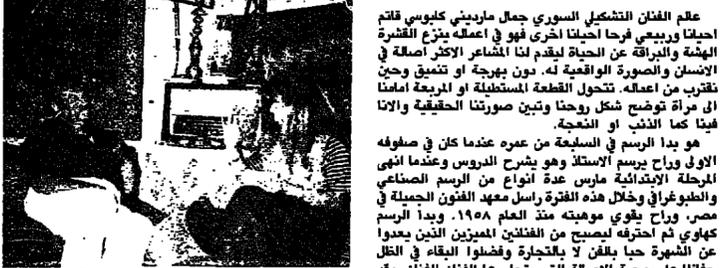 عالم الفنان التشكيلي السوري جمال مارديني كلبوسي قاتم
احيانا وربيعي فرحا احيانا اخرى فهو في اعماله ينزع القشرة
الهشة والبراقة عن الحياة ليقدم لنا المشاعر الاكثر اصالة في
الانسان والصورة الواقعية له. دون بهرجة او تنميق وحين
نقترب من اعماله. تتحول القطعة المستطيلة او المربعة امامنا
الى مرأة توضح شكل روحنا وتبين صورتنا الحقيقية والانا
فينا كما الذئب او النعجة.
هو بدا الرسم في السابعة من عمره عندما كان في صفوفه
الاولى وراح يرسم الاستاذ وهو يشرح الدروس وعندما انهى
المرحلة الابتدائية مارس عدة انواع من الرسم الصناعي
والطبوغرافي وخلال هذه الفترة راسل معهد الفنون الجميلة في
مصر، وراح يقوي موهبته منذ العام ١٩٥٨. وبدأ الرسم
كهاوي ثم احترفه ليصبح من الفنانين المميزين الذين يعدوا
عن الشهرة حبا بالفن لا بالتجارة وفضلوا البقاء في الظل